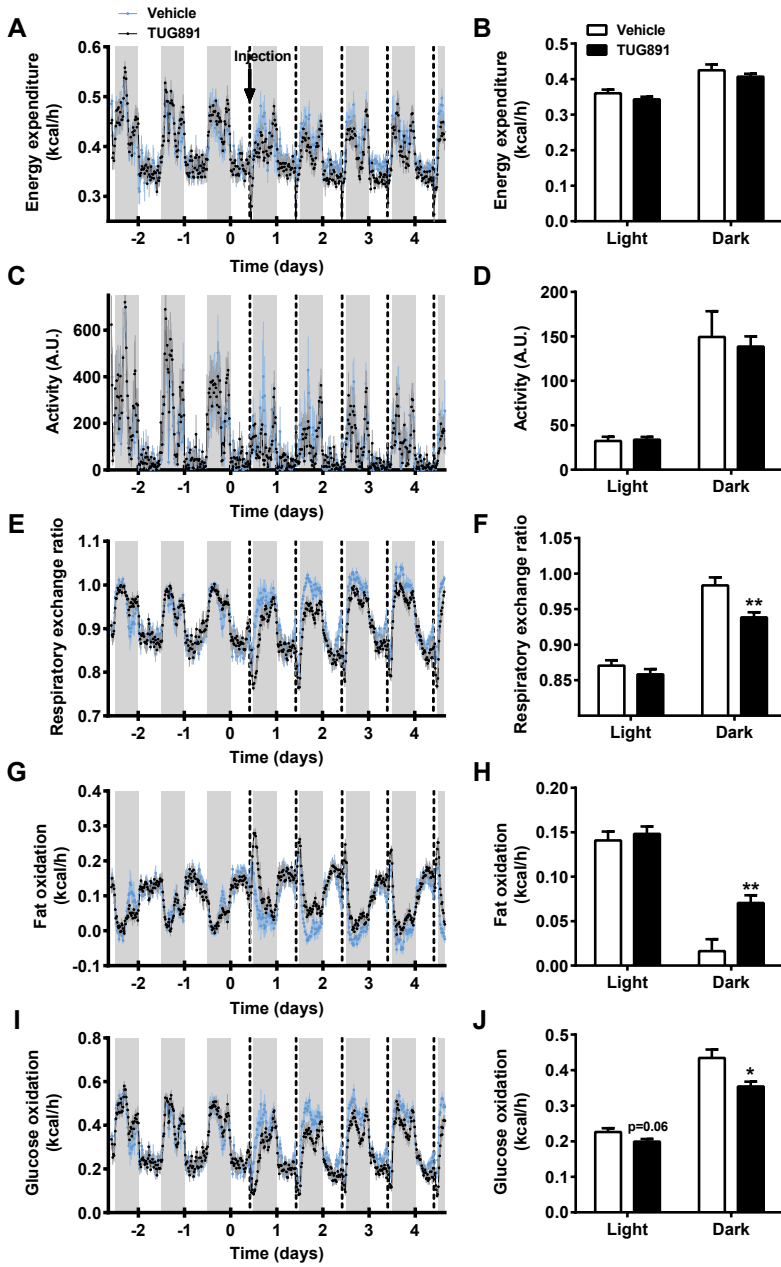 A
Vehicle
TUG891
Injection
Energy expenditure
(kcal/h)
0.6
0.5
0.4
0.3
-2 -1 0 1 2 3 4
Time (days)
B
Vehicle
TUG891
Energy expenditure
(kcal/h)
0.5
0.4
0.3
0.2
0.1
0.0
Light Dark
C
Activity (A.U.)
600
400
200
0
-2 -1 0 1 2 3 4
Time (days)
D
Activity (A.U.)
200
150
100
50
0
Light Dark
E
Respiratory exchange ratio
1.1
1.0
0.9
0.8
0.7
-2 -1 0 1 2 3 4
Time (days)
F
Respiratory exchange ratio
1.05
1.00
0.95
0.90
0.85
**
Light Dark
G
Fat oxidation
(kcal/h)
0.4
0.3
0.2
0.1
0.0
-0.1
-2 -1 0 1 2 3 4
Time (days)
H
Fat oxidation
(kcal/h)
0.20
0.15
0.10
0.05
0.00
**
Light Dark
I
Glucose oxidation
(kcal/h)
0.8
0.6
0.4
0.2
0.0
-2 -1 0 1 2 3 4
Time (days)
J
Glucose oxidation
(kcal/h)
0.5
0.4
0.3
0.2
0.1
0.0
p=0.06
*
Light Dark